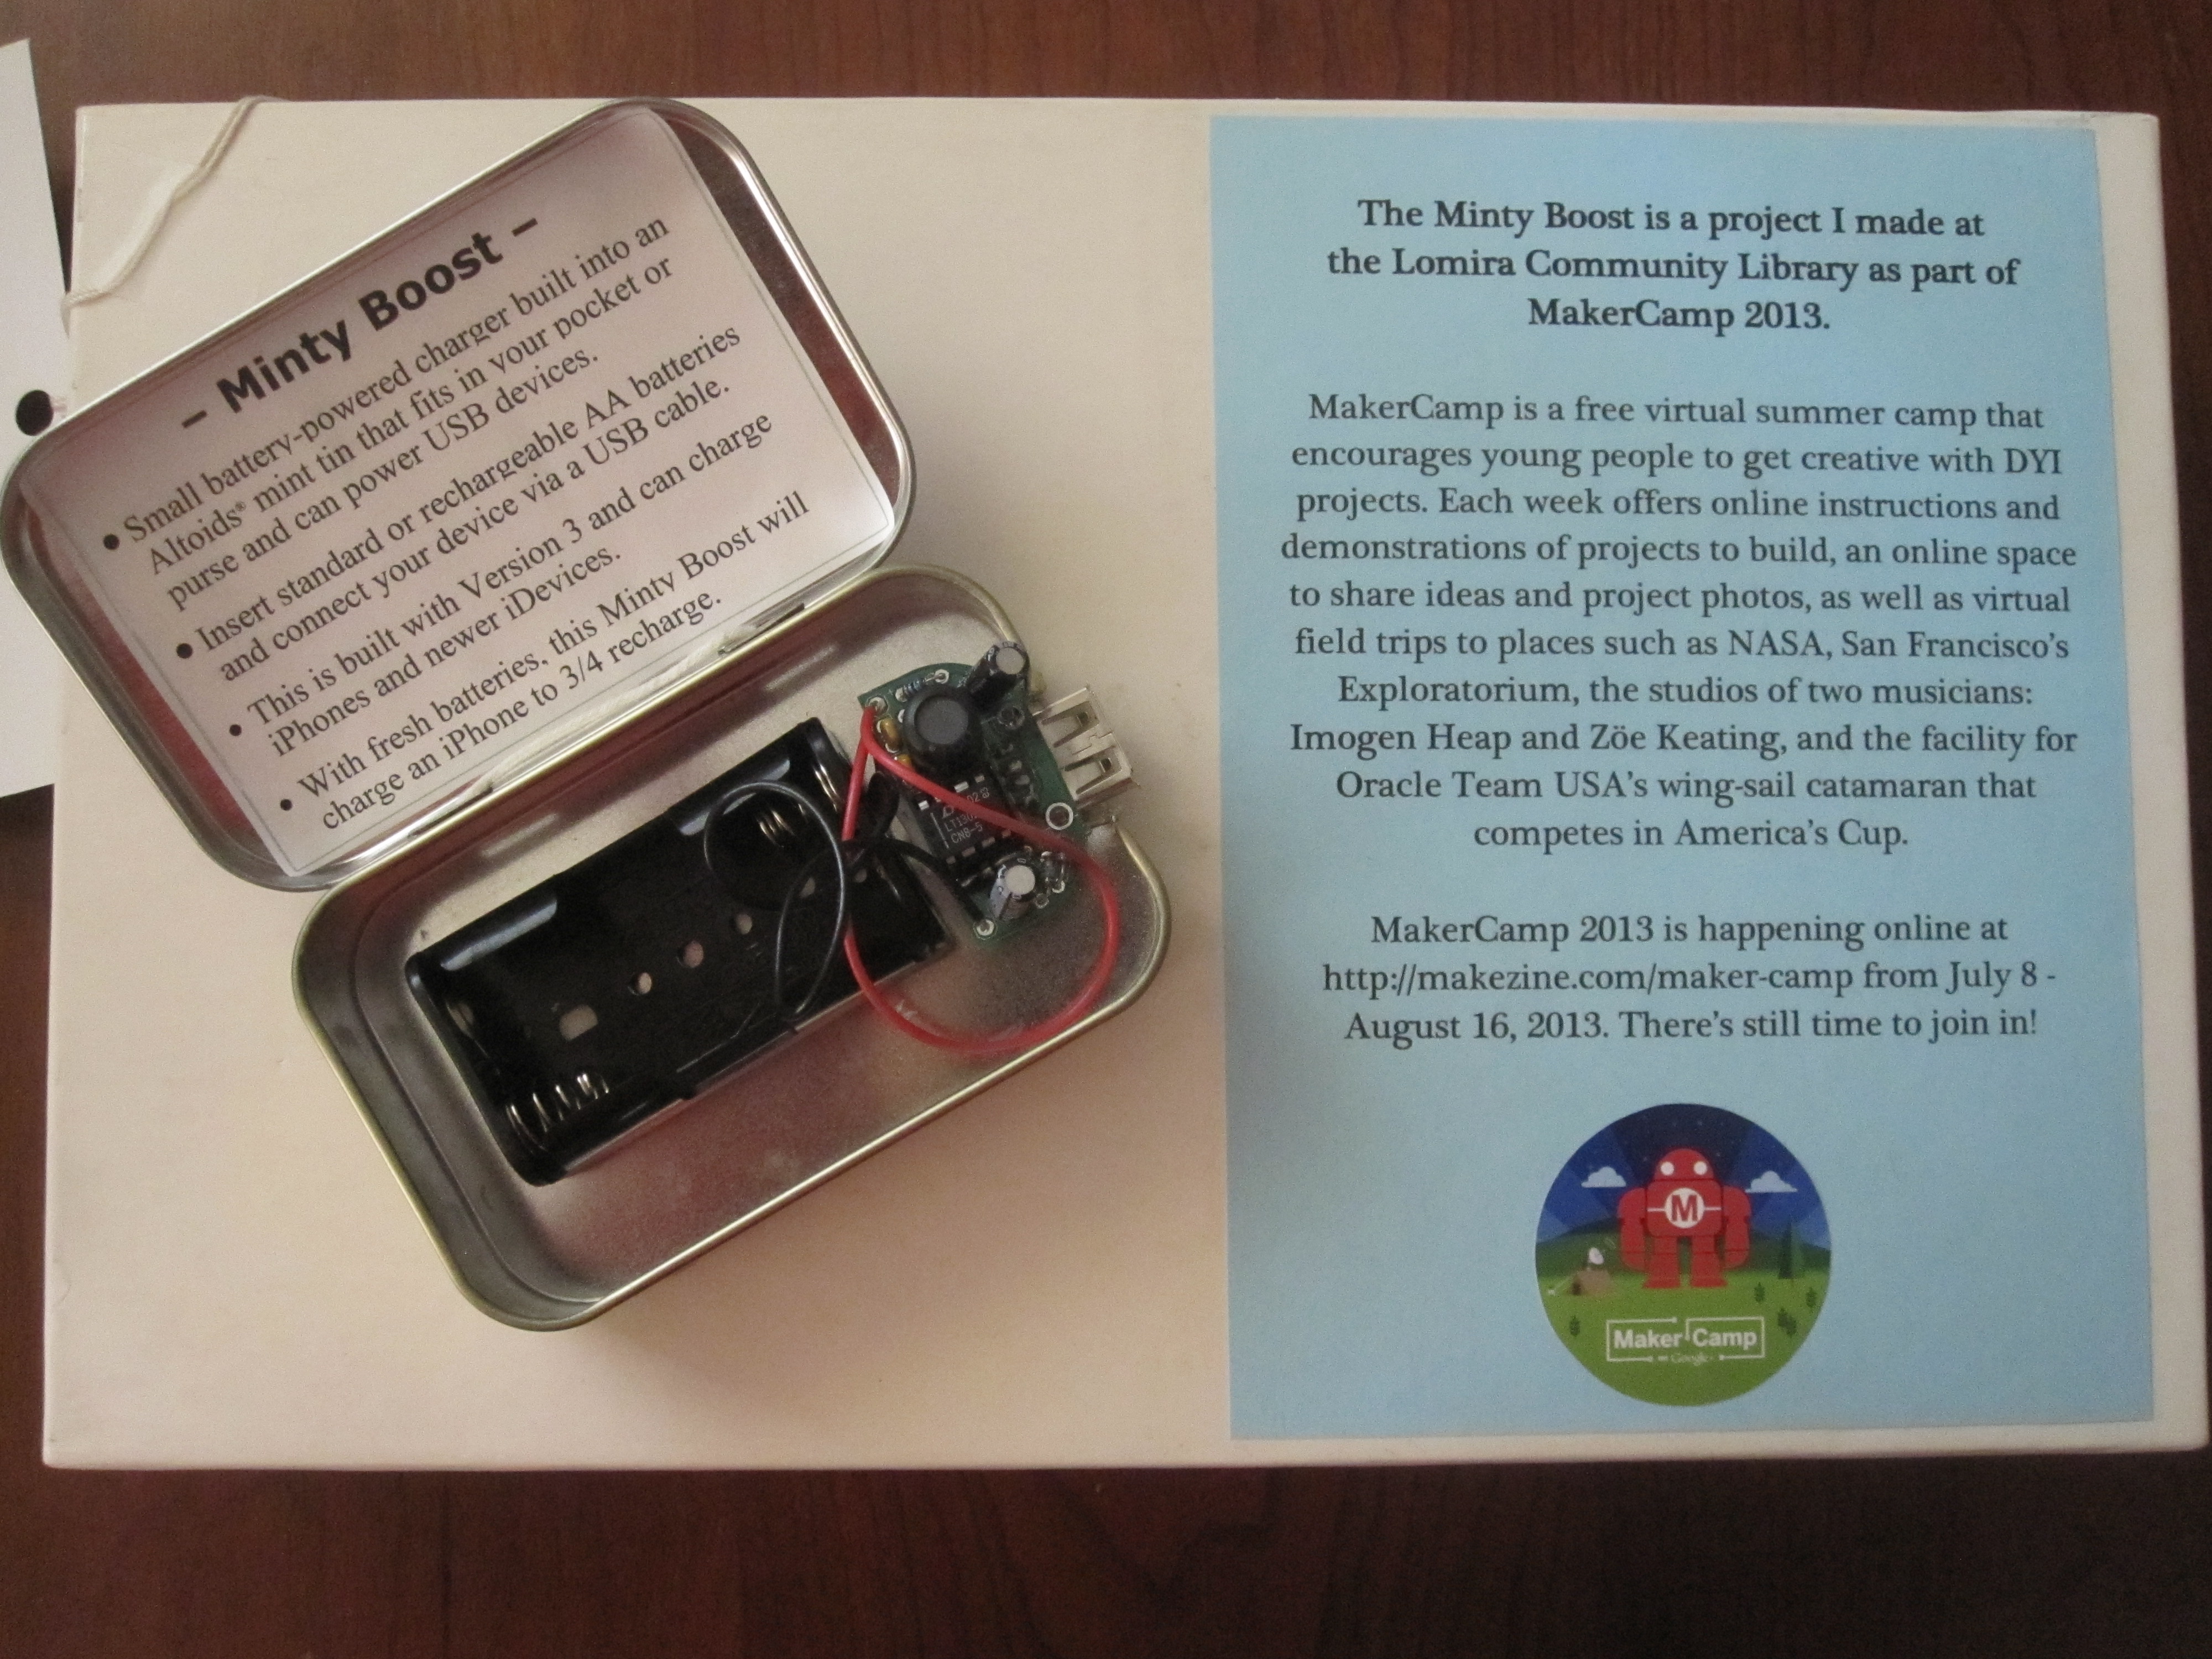 – Minty Boost –
• Small battery-powered charger built into an
Altoids® mint tin that fits in your pocket or
purse and can power USB devices.
• Insert standard or rechargeable AA batteries
and connect your device via a USB cable.
• This is built with Version 3 and can charge
iPhones and newer iDevices.
• With fresh batteries, this Minty Boost will
charge an iPhone to 3/4 recharge.
The Minty Boost is a project I made at
the Lomira Community Library as part of
MakerCamp 2013.
MakerCamp is a free virtual summer camp that
encourages young people to get creative with DYI
projects. Each week offers online instructions and
demonstrations of projects to build, an online space
to share ideas and project photos, as well as virtual
field trips to places such as NASA, San Francisco's
Exploratorium, the studios of two musicians:
Imogen Heap and Zöe Keating, and the facility for
Oracle Team USA's wing-sail catamaran that
competes in America's Cup.
MakerCamp 2013 is happening online at
http://makezine.com/maker-camp from July 8 -
August 16, 2013. There's still time to join in!
M
Maker Camp
on Google+